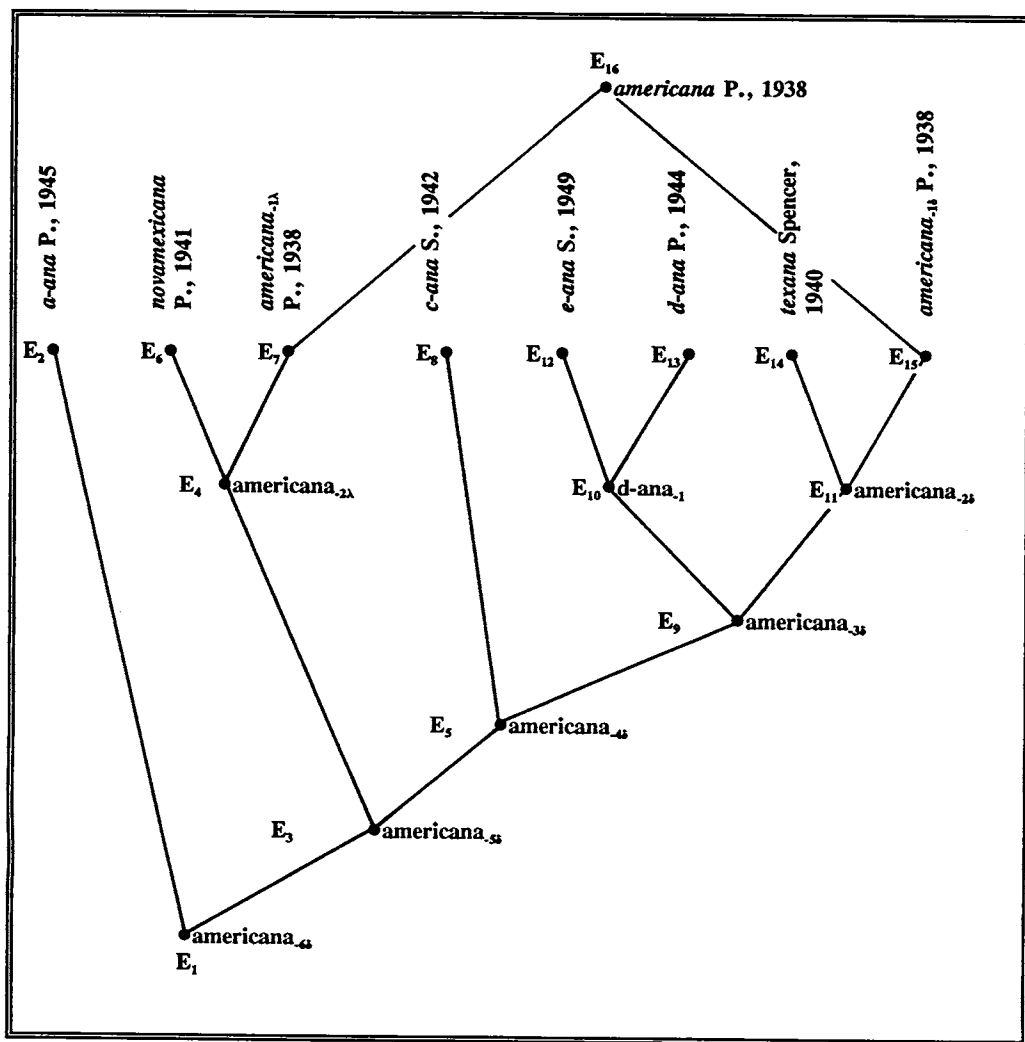 E₁₆
americana P., 1938
a-ana P., 1945
novamexicana
P., 1941
americana₋₁λ
P., 1938
c-ana S., 1942
e-ana S., 1949
d-ana P., 1944
texana Spencer,
1940
americana₋₁δ P., 1938
E₂
E₆
E₇
E₈
E₁₂
E₁₃
E₁₄
E₁₅
E₄ americana₋₂λ
E₁₀ d-ana₋₁
E₁₁ americana₋₂δ
E₉ americana₋₃δ
E₅ americana₋₄δ
E₃ americana₋₅δ
americana₋₆δ
E₁